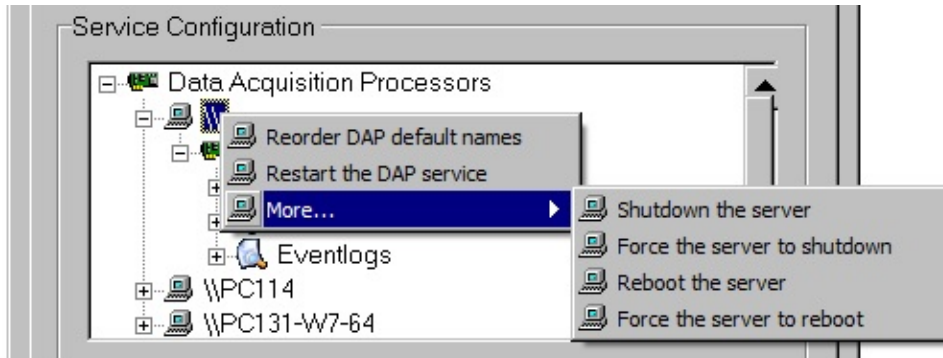 Service Configuration
Data Acquisition Processors
\\
Reorder DAP default names
Restart the DAP service
More...
Shutdown the server
Force the server to shutdown
Reboot the server
Force the server to reboot
Eventlogs
\\PC114
\\PC131-W7-64